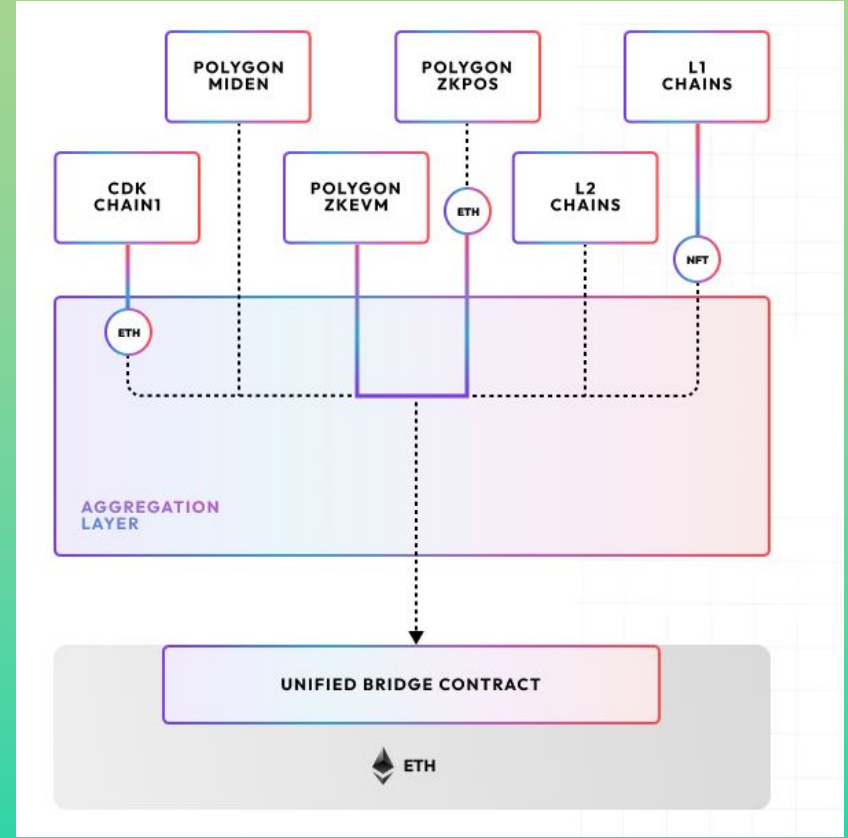 POLYGON
MIDEN
POLYGON
ZKPOS
L1
CHAINS
CDK
CHAIN1
POLYGON
ZKEVM
ETH
L2
CHAINS
NFT
ETH
AGGREGATION
LAYER
UNIFIED BRIDGE CONTRACT
ETH